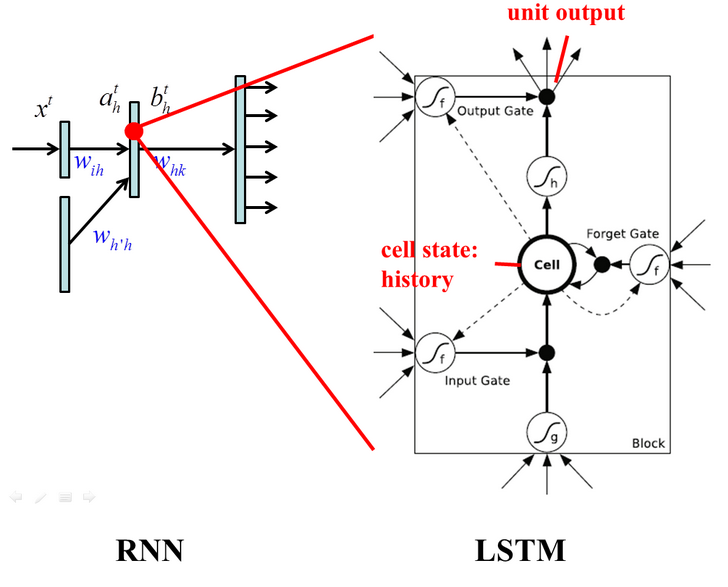 unit output
x^t
a_h^t
b_h^t
w_ih
w_hk
w_h'h
f
Output Gate
h
Forget Gate
cell state:
history
Cell
f
f
Input Gate
g
Block
RNN
LSTM